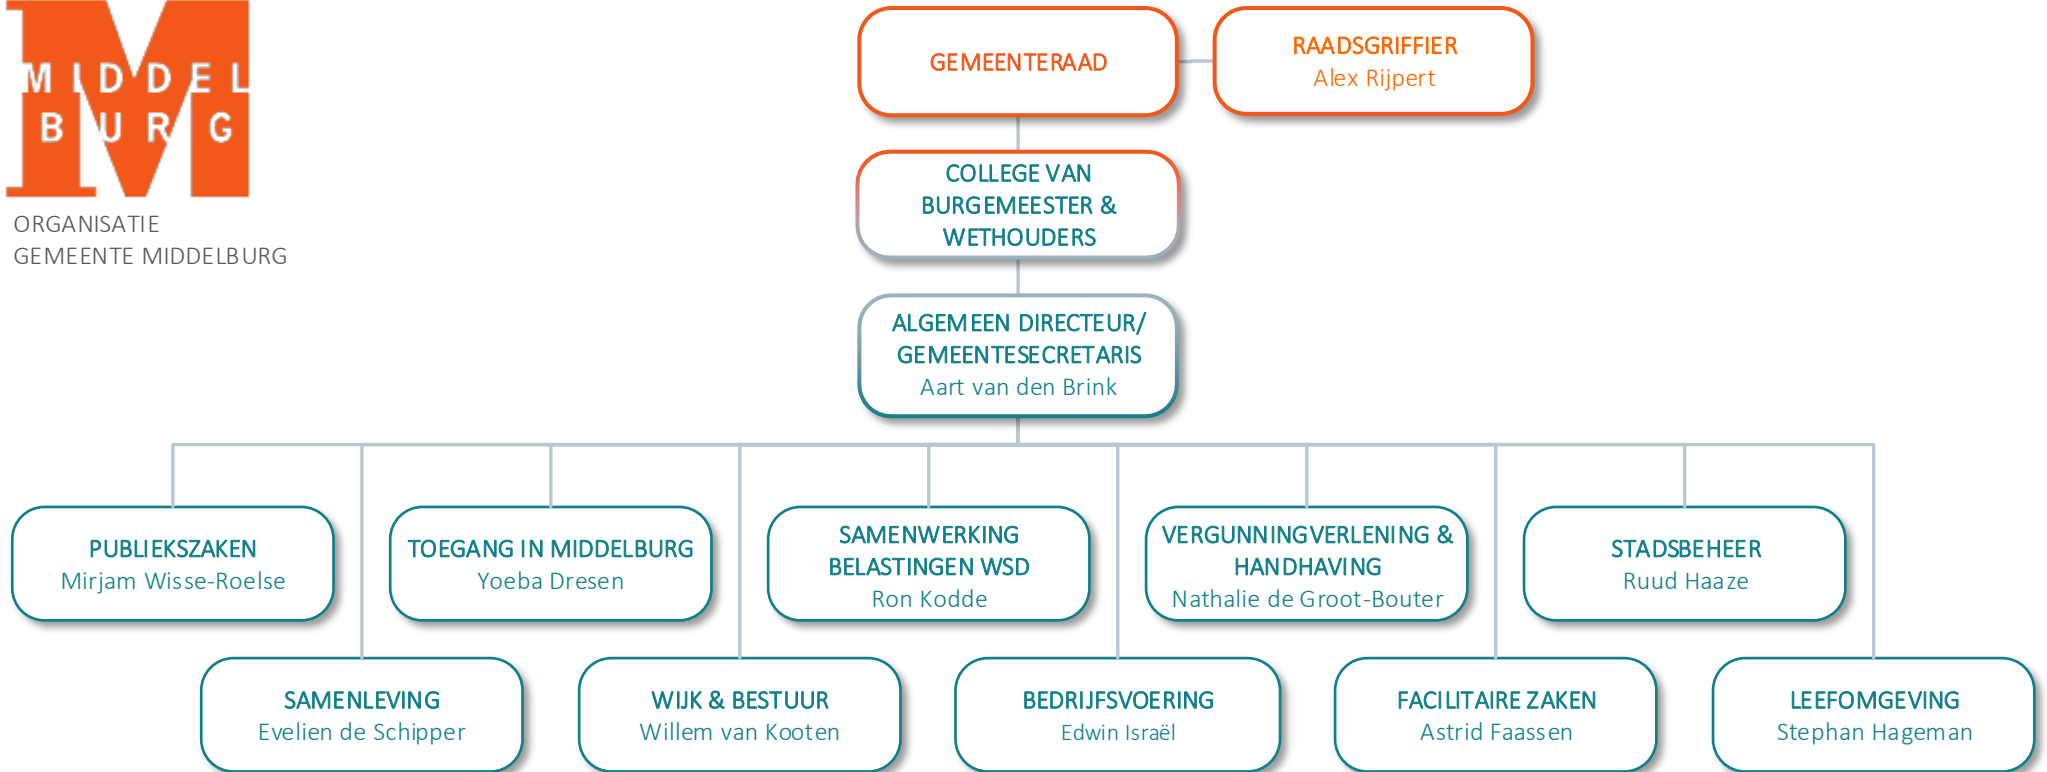 MIDDEL
BURG
ORGANISATIE
GEMEENTE MIDDELBURG
GEMEENTERAAD
RAADSGRIFFIER
Alex Rijpert
COLLEGE VAN
BURGEMEESTER &
WETHOUDERS
ALGEMEEN DIRECTEUR/
GEMEENTESECRETARIS
Aart van den Brink
PUBLIEKSZAKEN
Mirjam Wisse-Roelse
TOEGANG IN MIDDELBURG
Yoeba Dresen
SAMENWERKING
BELASTINGEN WSD
Ron Kodde
VERGUNNINGVERLENING &
HANDHAVING
Nathalie de Groot-Bouter
STADSBEHEER
Ruud Haaze
SAMENLEVING
Evelien de Schipper
WIJK & BESTUUR
Willem van Kooten
BEDRIJFSVOERING
Edwin Israël
FACILITAIRE ZAKEN
Astrid Faassen
LEEFOMGEVING
Stephan Hageman